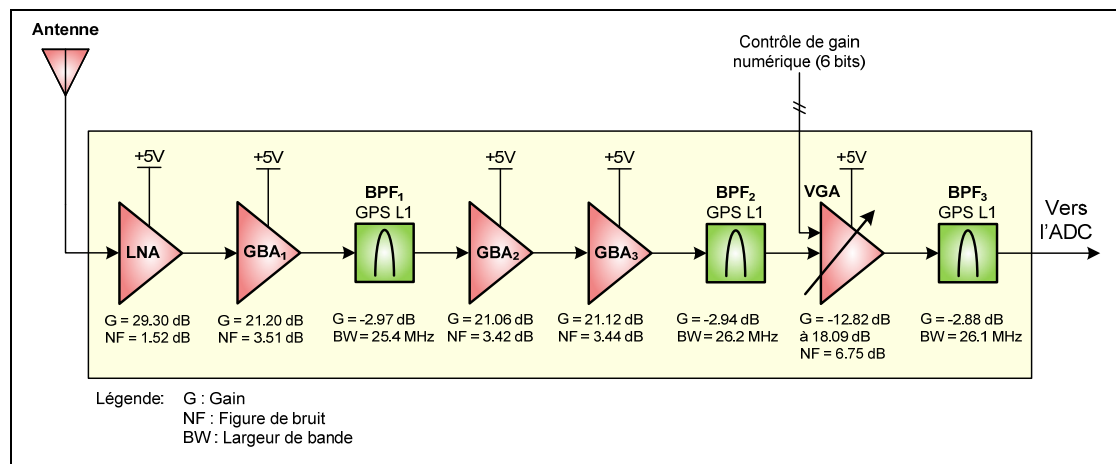 Antenne
Contrôle de gain
numérique (6 bits)
+5V
+5V
+5V
+5V
+5V
BPF₁
GPS L1
BPF₂
GPS L1
VGA
BPF₃
GPS L1
Vers
l'ADC
LNA
GBA₁
GBA₂
GBA₃
G = 29.30 dB
NF = 1.52 dB
G = 21.20 dB
NF = 3.51 dB
G = -2.97 dB
BW = 25.4 MHz
G = 21.06 dB
NF = 3.42 dB
G = 21.12 dB
NF = 3.44 dB
G = -2.94 dB
BW = 26.2 MHz
G = -12.82 dB
à 18.09 dB
NF = 6.75 dB
G = -2.88 dB
BW = 26.1 MHz
Légende: G : Gain
NF : Figure de bruit
BW : Largeur de bande